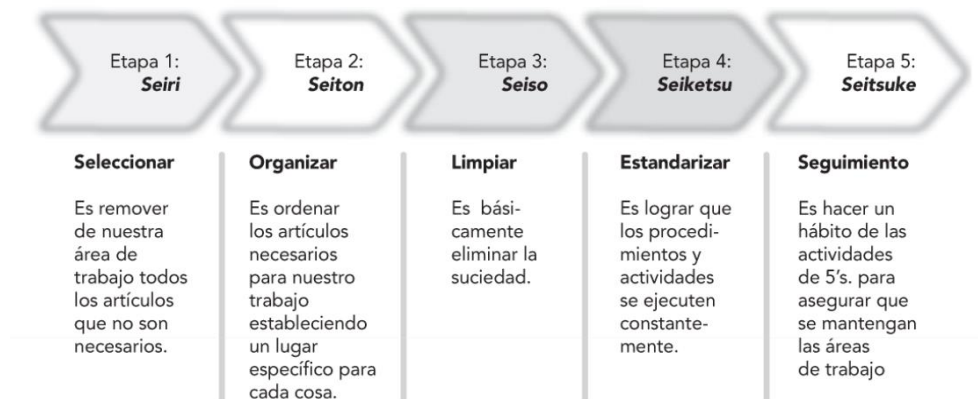 Etapa 1:
Seiri
Etapa 2:
Seiton
Etapa 3:
Seiso
Etapa 4:
Seiketsu
Etapa 5:
Seitsuke
Seleccionar
Es remover
de nuestra
área de
trabajo todos
los artículos
que no son
necesarios.
Organizar
Es ordenar
los artículos
necesarios
para nuestro
trabajo
estableciendo
un lugar
específico para
cada cosa.
Limpiar
Es bási-
camente
eliminar la
suciedad.
Estandarizar
Es lograr que
los procedi-
mientos y
actividades
se ejecuten
constante-
mente.
Seguimiento
Es hacer un
hábito de las
actividades
de 5’s. para
asegurar que
se mantengan
las áreas
de trabajo